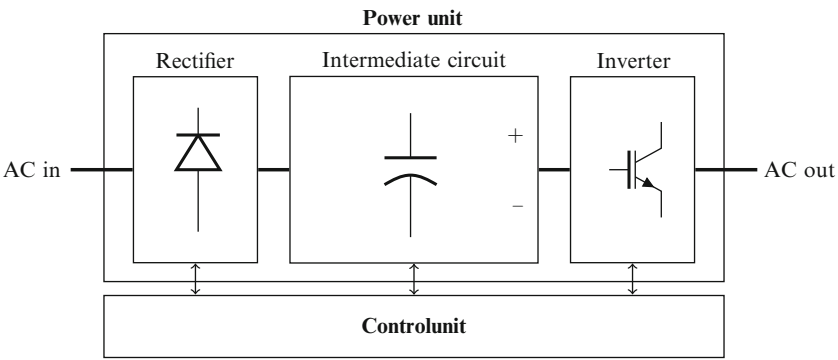 Power unit
Rectifier
Intermediate circuit
Inverter
+
AC in
AC out
–
Controlunit